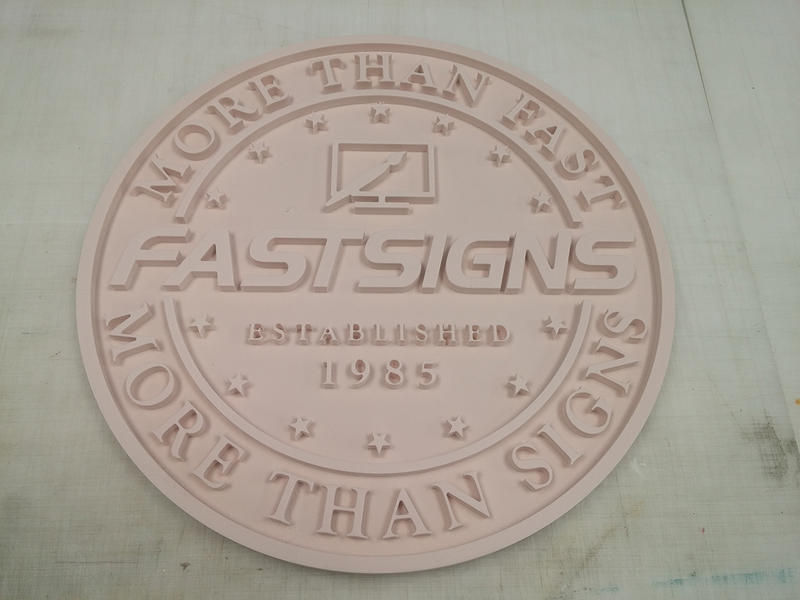 MORE THAN FAST
FASTSIGNS
ESTABLISHED
1985
MORE THAN SIGNS